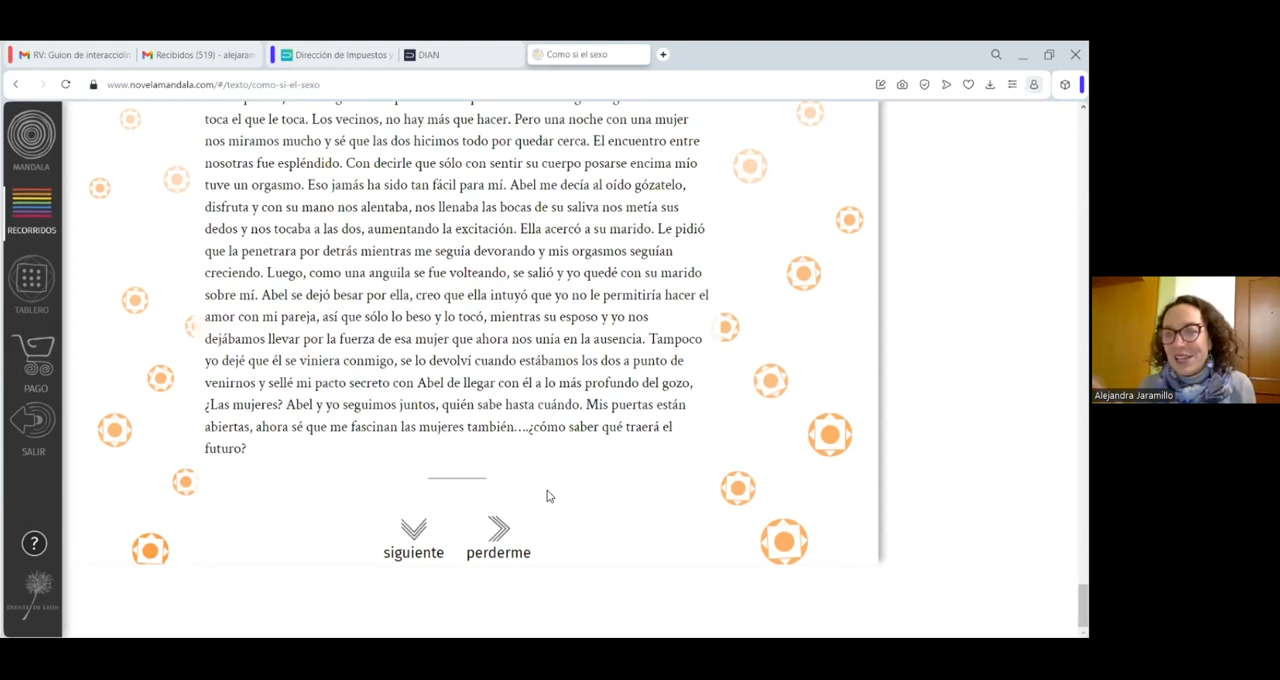 RV: Guion de interacció
Recibidos (519) - alejaram
Dirección de Impuestos y
DIAN
Como si el sexo
www.novelamandala.com/#/texto/como-si-el-sexo
MANDALA
RECORRIDOS
TABLERO
PAGO
SALIR
?
DIENTE DE LEÓN
toca el que le toca. Los vecinos, no hay más que hacer. Pero una noche con una mujer
nos miramos mucho y sé que las dos hicimos todo por quedar cerca. El encuentro entre
nosotras fue espléndido. Con decirle que sólo con sentir su cuerpo posarse encima mío
tuve un orgasmo. Eso jamás ha sido tan fácil para mí. Abel me decía al oído gózatelo,
disfruta y con su mano nos alentaba, nos llenaba las bocas de su saliva nos metía sus
dedos y nos tocaba a las dos, aumentando la excitación. Ella acercó a su marido. Le pidió
que la penetrara por detrás mientras me seguía devorando y mis orgasmos seguían
creciendo. Luego, como una anguila se fue volteando, se salió y yo quedé con su marido
sobre mí. Abel se dejó besar por ella, creo que ella intuyó que yo no le permitiría hacer el
amor con mi pareja, así que sólo lo beso y lo tocó, mientras su esposo y yo nos
dejábamos llevar por la fuerza de esa mujer que ahora nos unía en la ausencia. Tampoco
yo dejé que él se viniera conmigo, se lo devolví cuando estábamos los dos a punto de
venirnos y sellé mi pacto secreto con Abel de llegar con él a lo más profundo del gozo,
¿Las mujeres? Abel y yo seguimos juntos, quién sabe hasta cuándo. Mis puertas están
abiertas, ahora sé que me fascinan las mujeres también….¿cómo saber qué traerá el
futuro?
siguiente
perderme
Alejandra Jaramillo